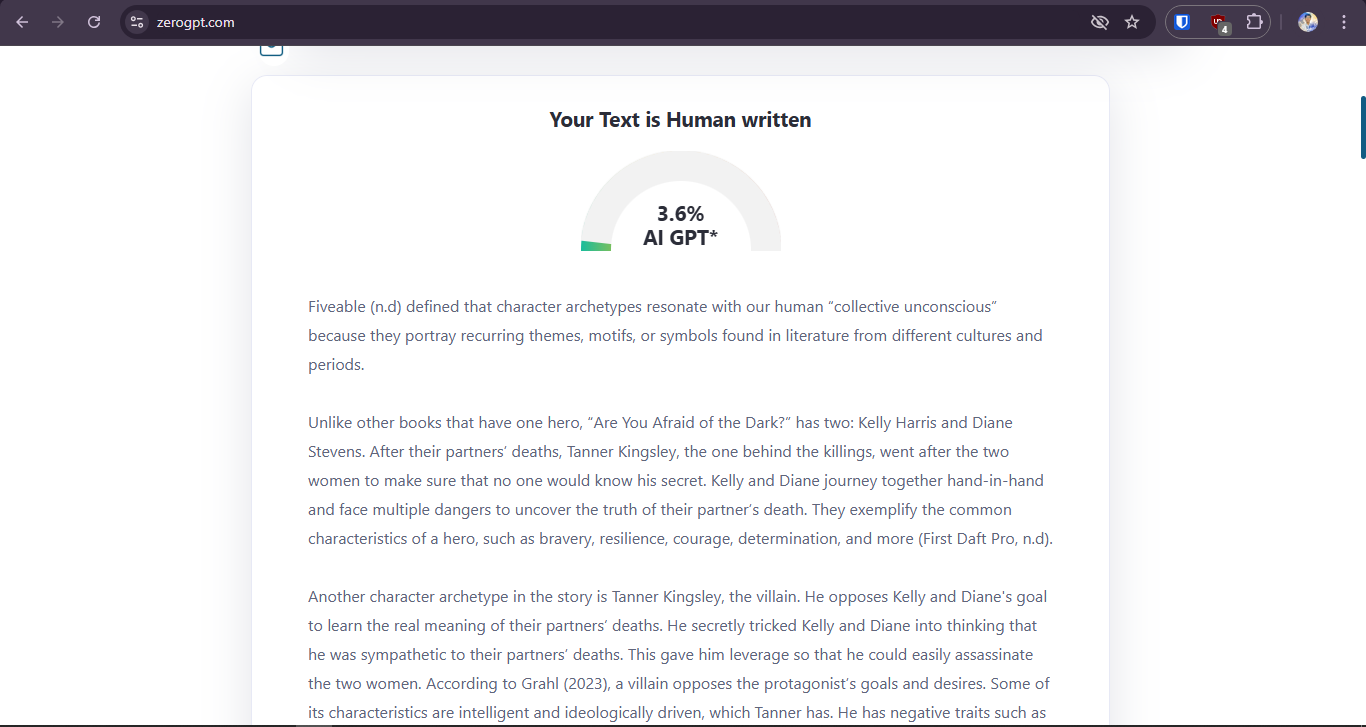 zerogpt.com
4
Your Text is Human written
3.6%
AI GPT*
Fiveable (n.d) defined that character archetypes resonate with our human “collective unconscious”
because they portray recurring themes, motifs, or symbols found in literature from different cultures and
periods.
Unlike other books that have one hero, “Are You Afraid of the Dark?” has two: Kelly Harris and Diane
Stevens. After their partners’ deaths, Tanner Kingsley, the one behind the killings, went after the two
women to make sure that no one would know his secret. Kelly and Diane journey together hand-in-hand
and face multiple dangers to uncover the truth of their partner’s death. They exemplify the common
characteristics of a hero, such as bravery, resilience, courage, determination, and more (First Daft Pro, n.d).
Another character archetype in the story is Tanner Kingsley, the villain. He opposes Kelly and Diane's goal
to learn the real meaning of their partners’ deaths. He secretly tricked Kelly and Diane into thinking that
he was sympathetic to their partners’ deaths. This gave him leverage so that he could easily assassinate
the two women. According to Grahl (2023), a villain opposes the protagonist’s goals and desires. Some of
its characteristics are intelligent and ideologically driven, which Tanner has. He has negative traits such as